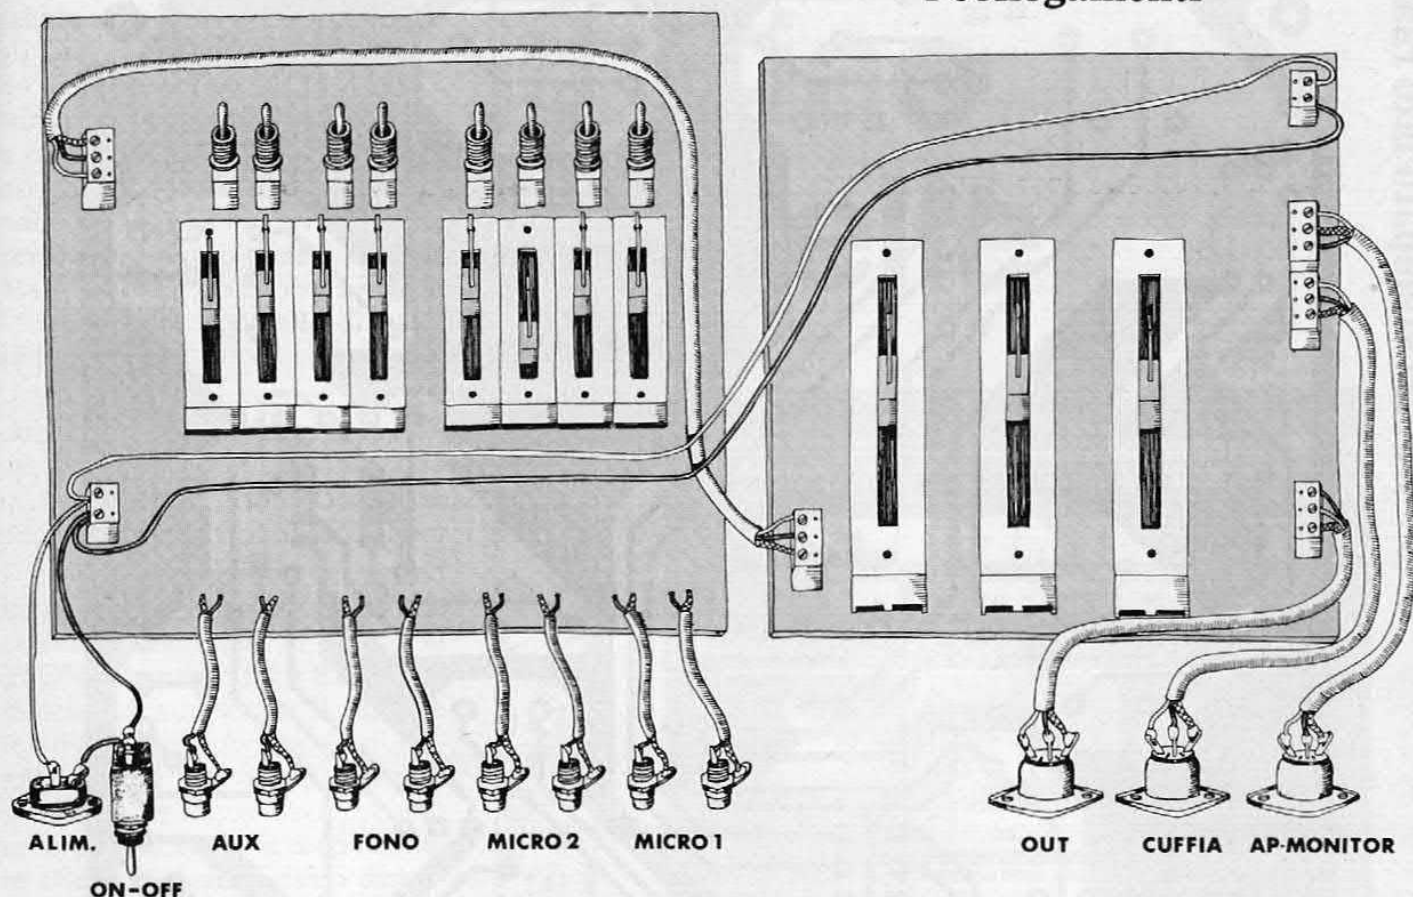 ALIM.
ON-OFF
AUX
FONO
MICRO 2
MICRO 1
OUT
CUFFIA
AP-MONITOR